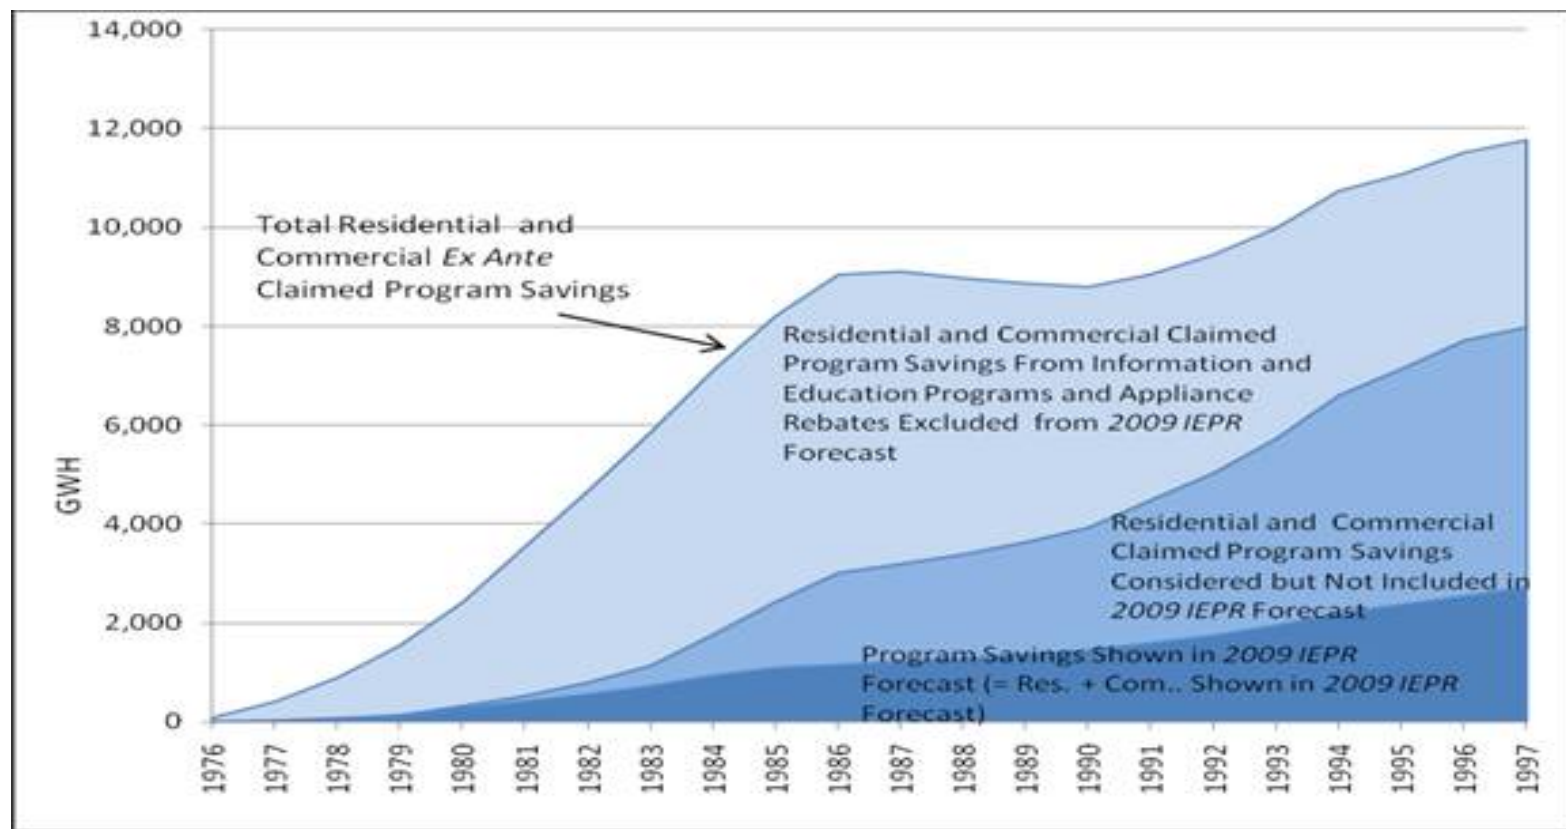 14,000
12,000
10,000
8,000
6,000
4,000
2,000
0
GWH
Total Residential and
Commercial Ex Ante
Claimed Program Savings
Residential and Commercial Claimed
Program Savings From Information and
Education Programs and Appliance
Rebates Excluded from 2009 IEPR
Forecast
Residential and Commercial
Claimed Program Savings
Considered but Not Included in
2009 IEPR Forecast
Program Savings Shown in 2009 IEPR
Forecast (= Res. + Com.. Shown in 2009 IEPR
Forecast)
1976
1977
1978
1979
1980
1981
1982
1983
1984
1985
1986
1987
1988
1989
1990
1991
1992
1993
1994
1995
1996
1997